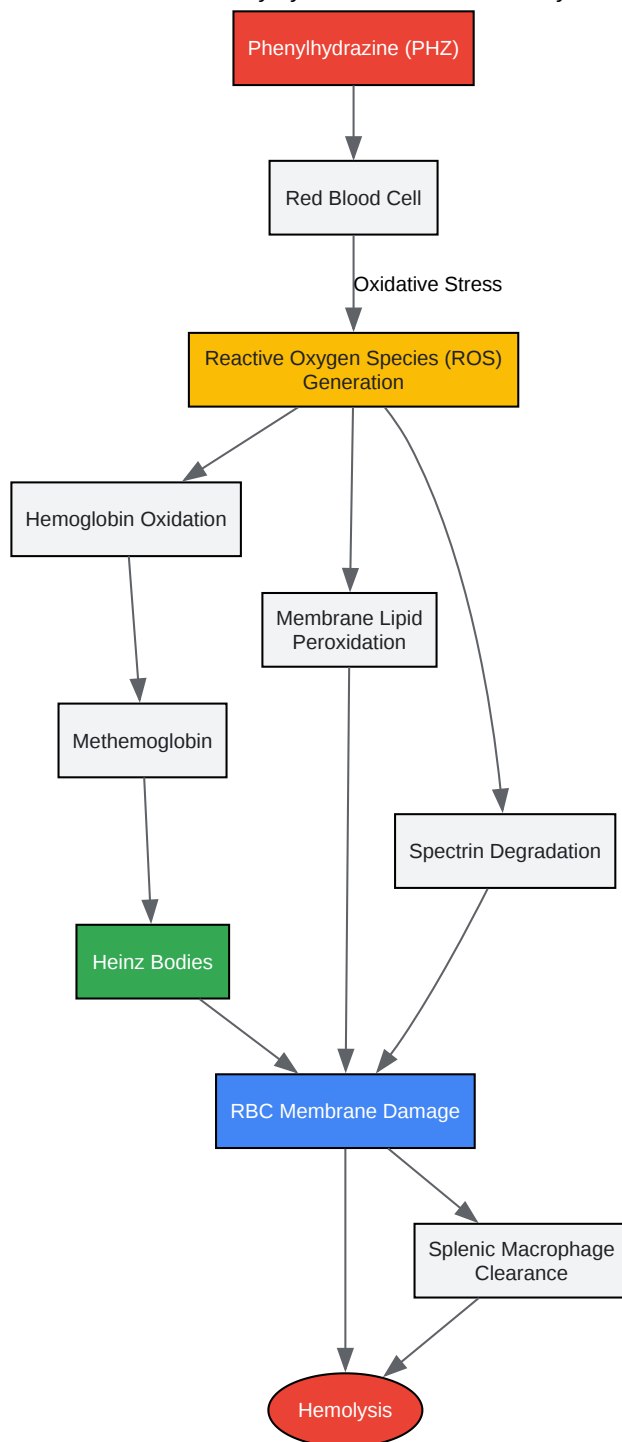 Phenylhydrazine (PHZ)
Red Blood Cell
Oxidative Stress
Reactive Oxygen Species (ROS)
Generation
Hemoglobin Oxidation
Membrane Lipid
Peroxidation
Methemoglobin
Spectrin Degradation
Heinz Bodies
RBC Membrane Damage
Splenic Macrophage
Clearance
Hemolysis